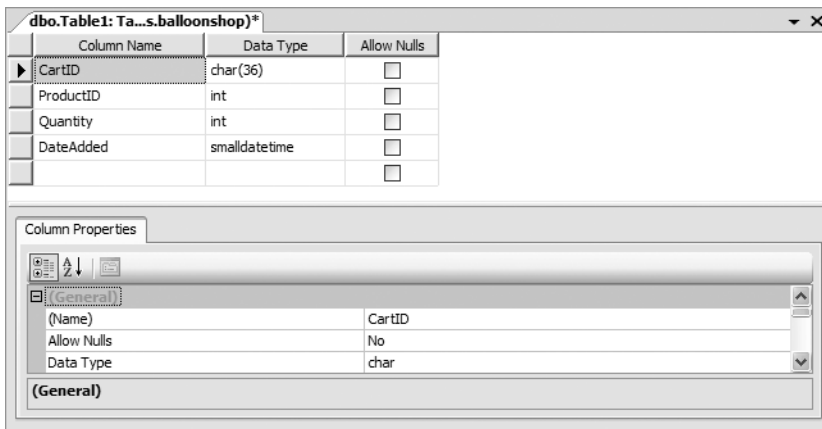 dbo.Table1: Ta...s.balloonshop)*
Column Name Data Type Allow Nulls
CartID char(36)
ProductID int
Quantity int
DateAdded smalldatetime
Column Properties
(General)
(Name) CartID
Allow Nulls No
Data Type char
(General)